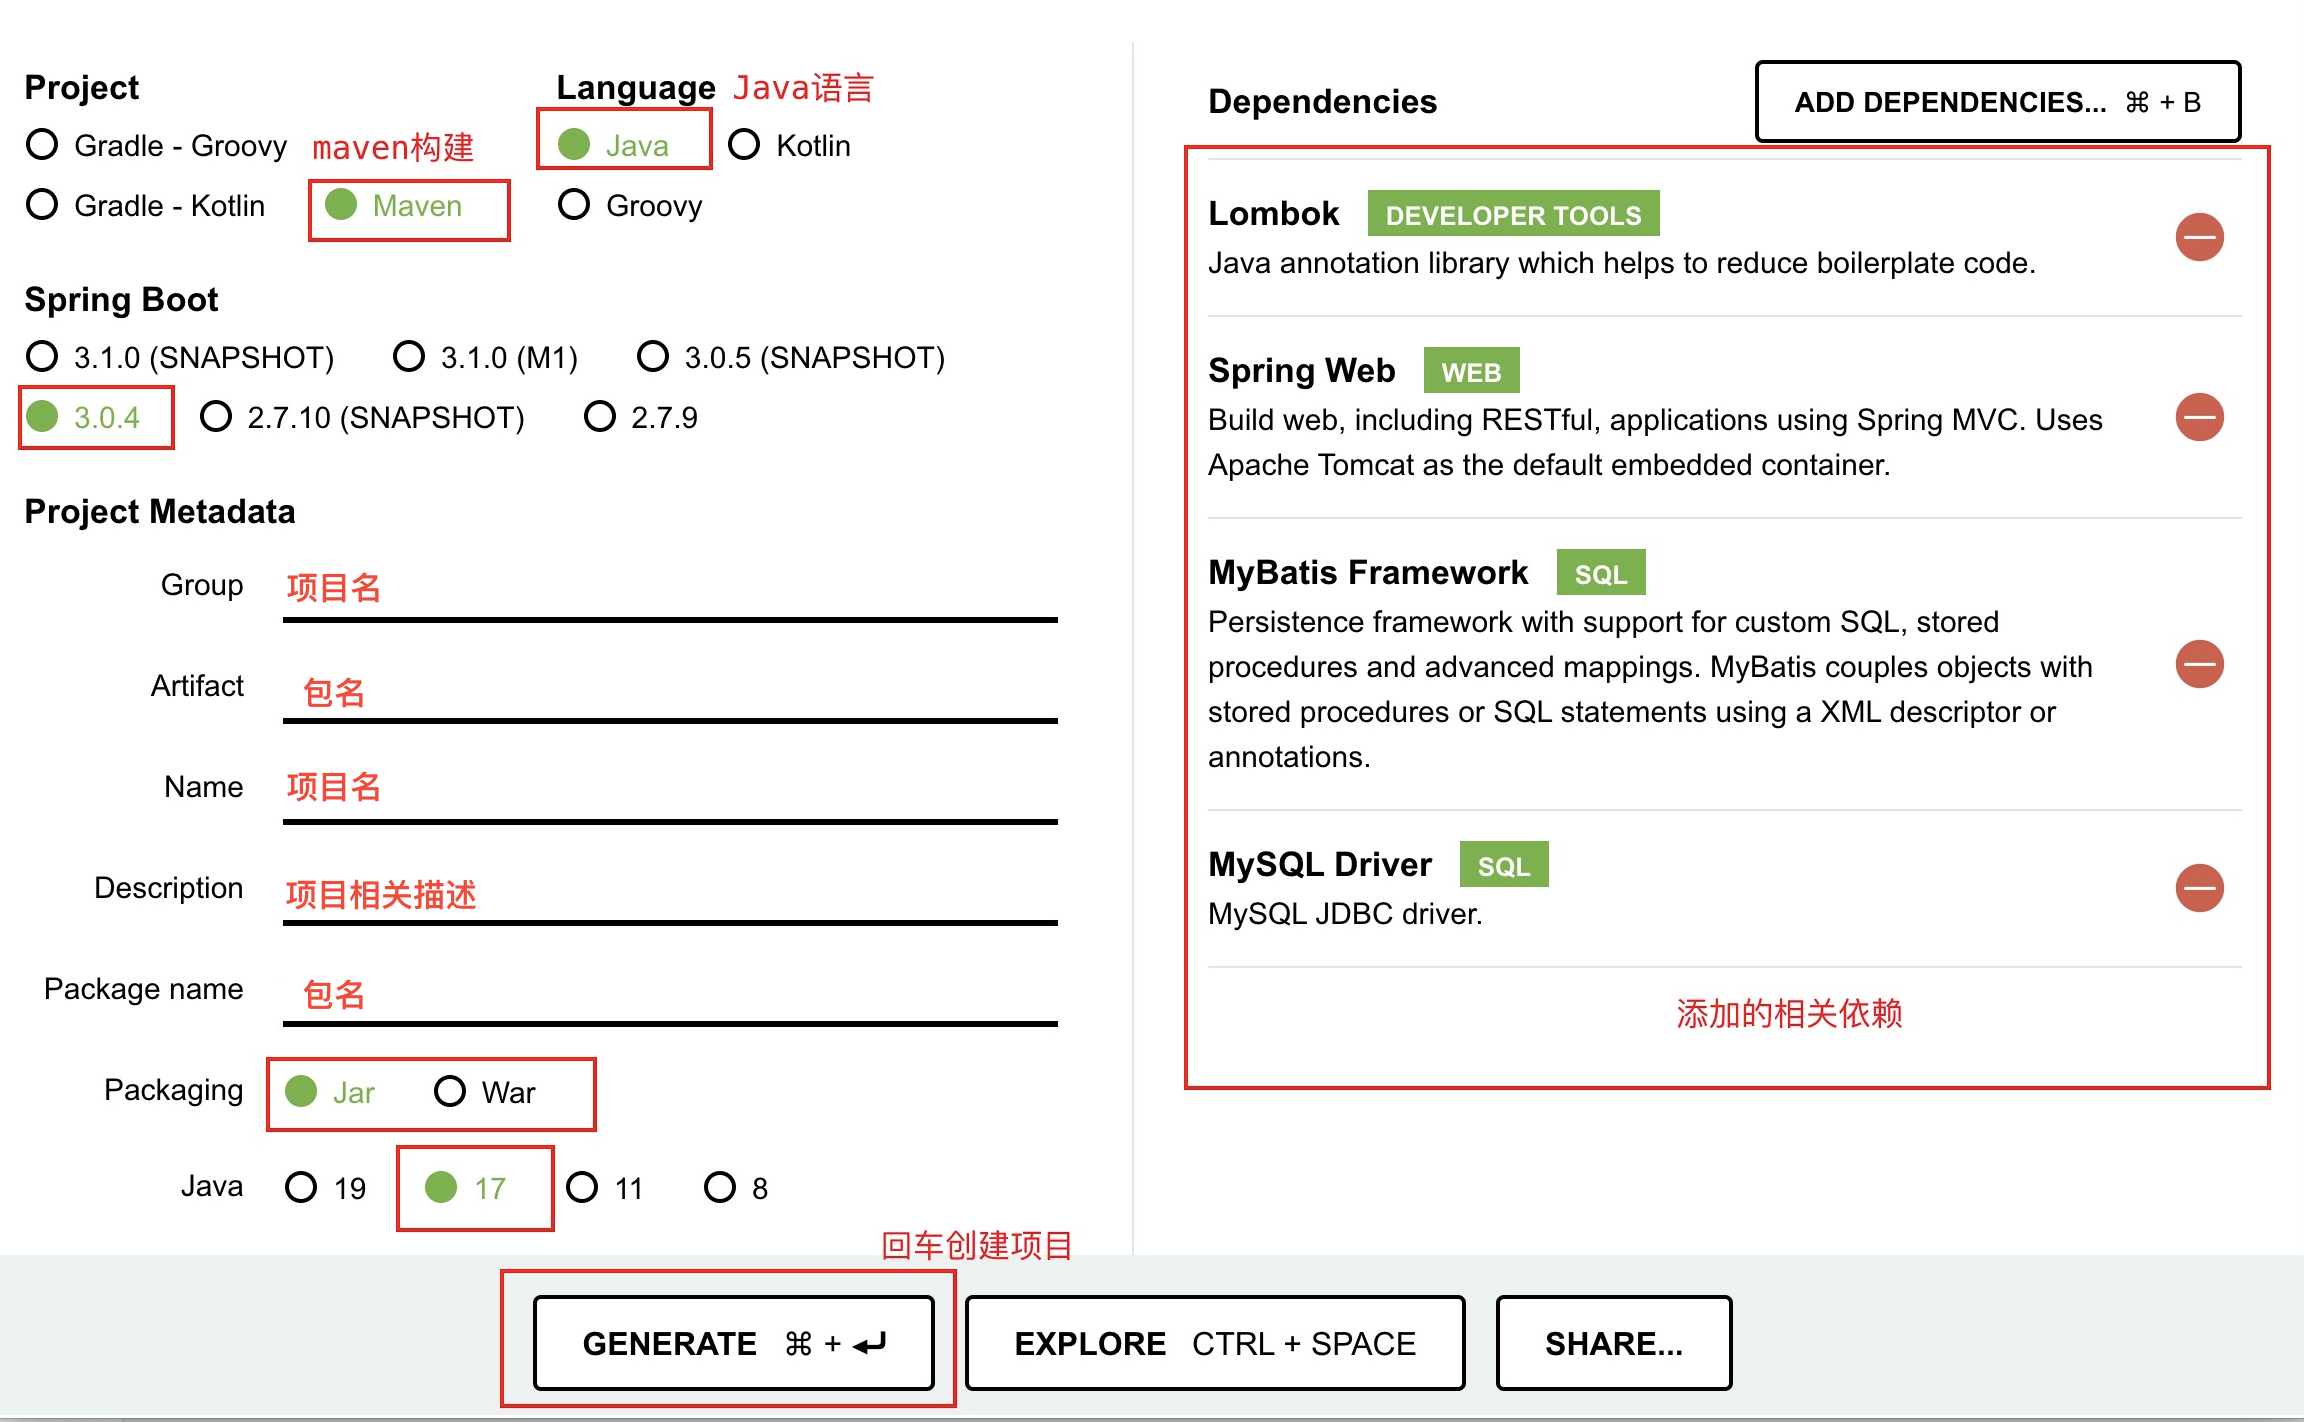 Project
Language Java语言
Gradle - Groovy maven构建
Java Kotlin
Gradle - Kotlin Maven
Groovy
Spring Boot
3.1.0 (SNAPSHOT) 3.1.0 (M1) 3.0.5 (SNAPSHOT)
3.0.4 2.7.10 (SNAPSHOT) 2.7.9
Project Metadata
Group 项目名
Artifact 包名
Name 项目名
Description 项目相关描述
Package name 包名
Packaging Jar War
Java 19 17 11 8
Dependencies
ADD DEPENDENCIES... ⌘ + B
Lombok DEVELOPER TOOLS
Java annotation library which helps to reduce boilerplate code.
Spring Web WEB
Build web, including RESTful, applications using Spring MVC. Uses
Apache Tomcat as the default embedded container.
MyBatis Framework SQL
Persistence framework with support for custom SQL, stored
procedures and advanced mappings. MyBatis couples objects with
stored procedures or SQL statements using a XML descriptor or
annotations.
MySQL Driver SQL
MySQL JDBC driver.
添加的相关依赖
回车创建项目
GENERATE ⌘ + ↵
EXPLORE CTRL + SPACE
SHARE...